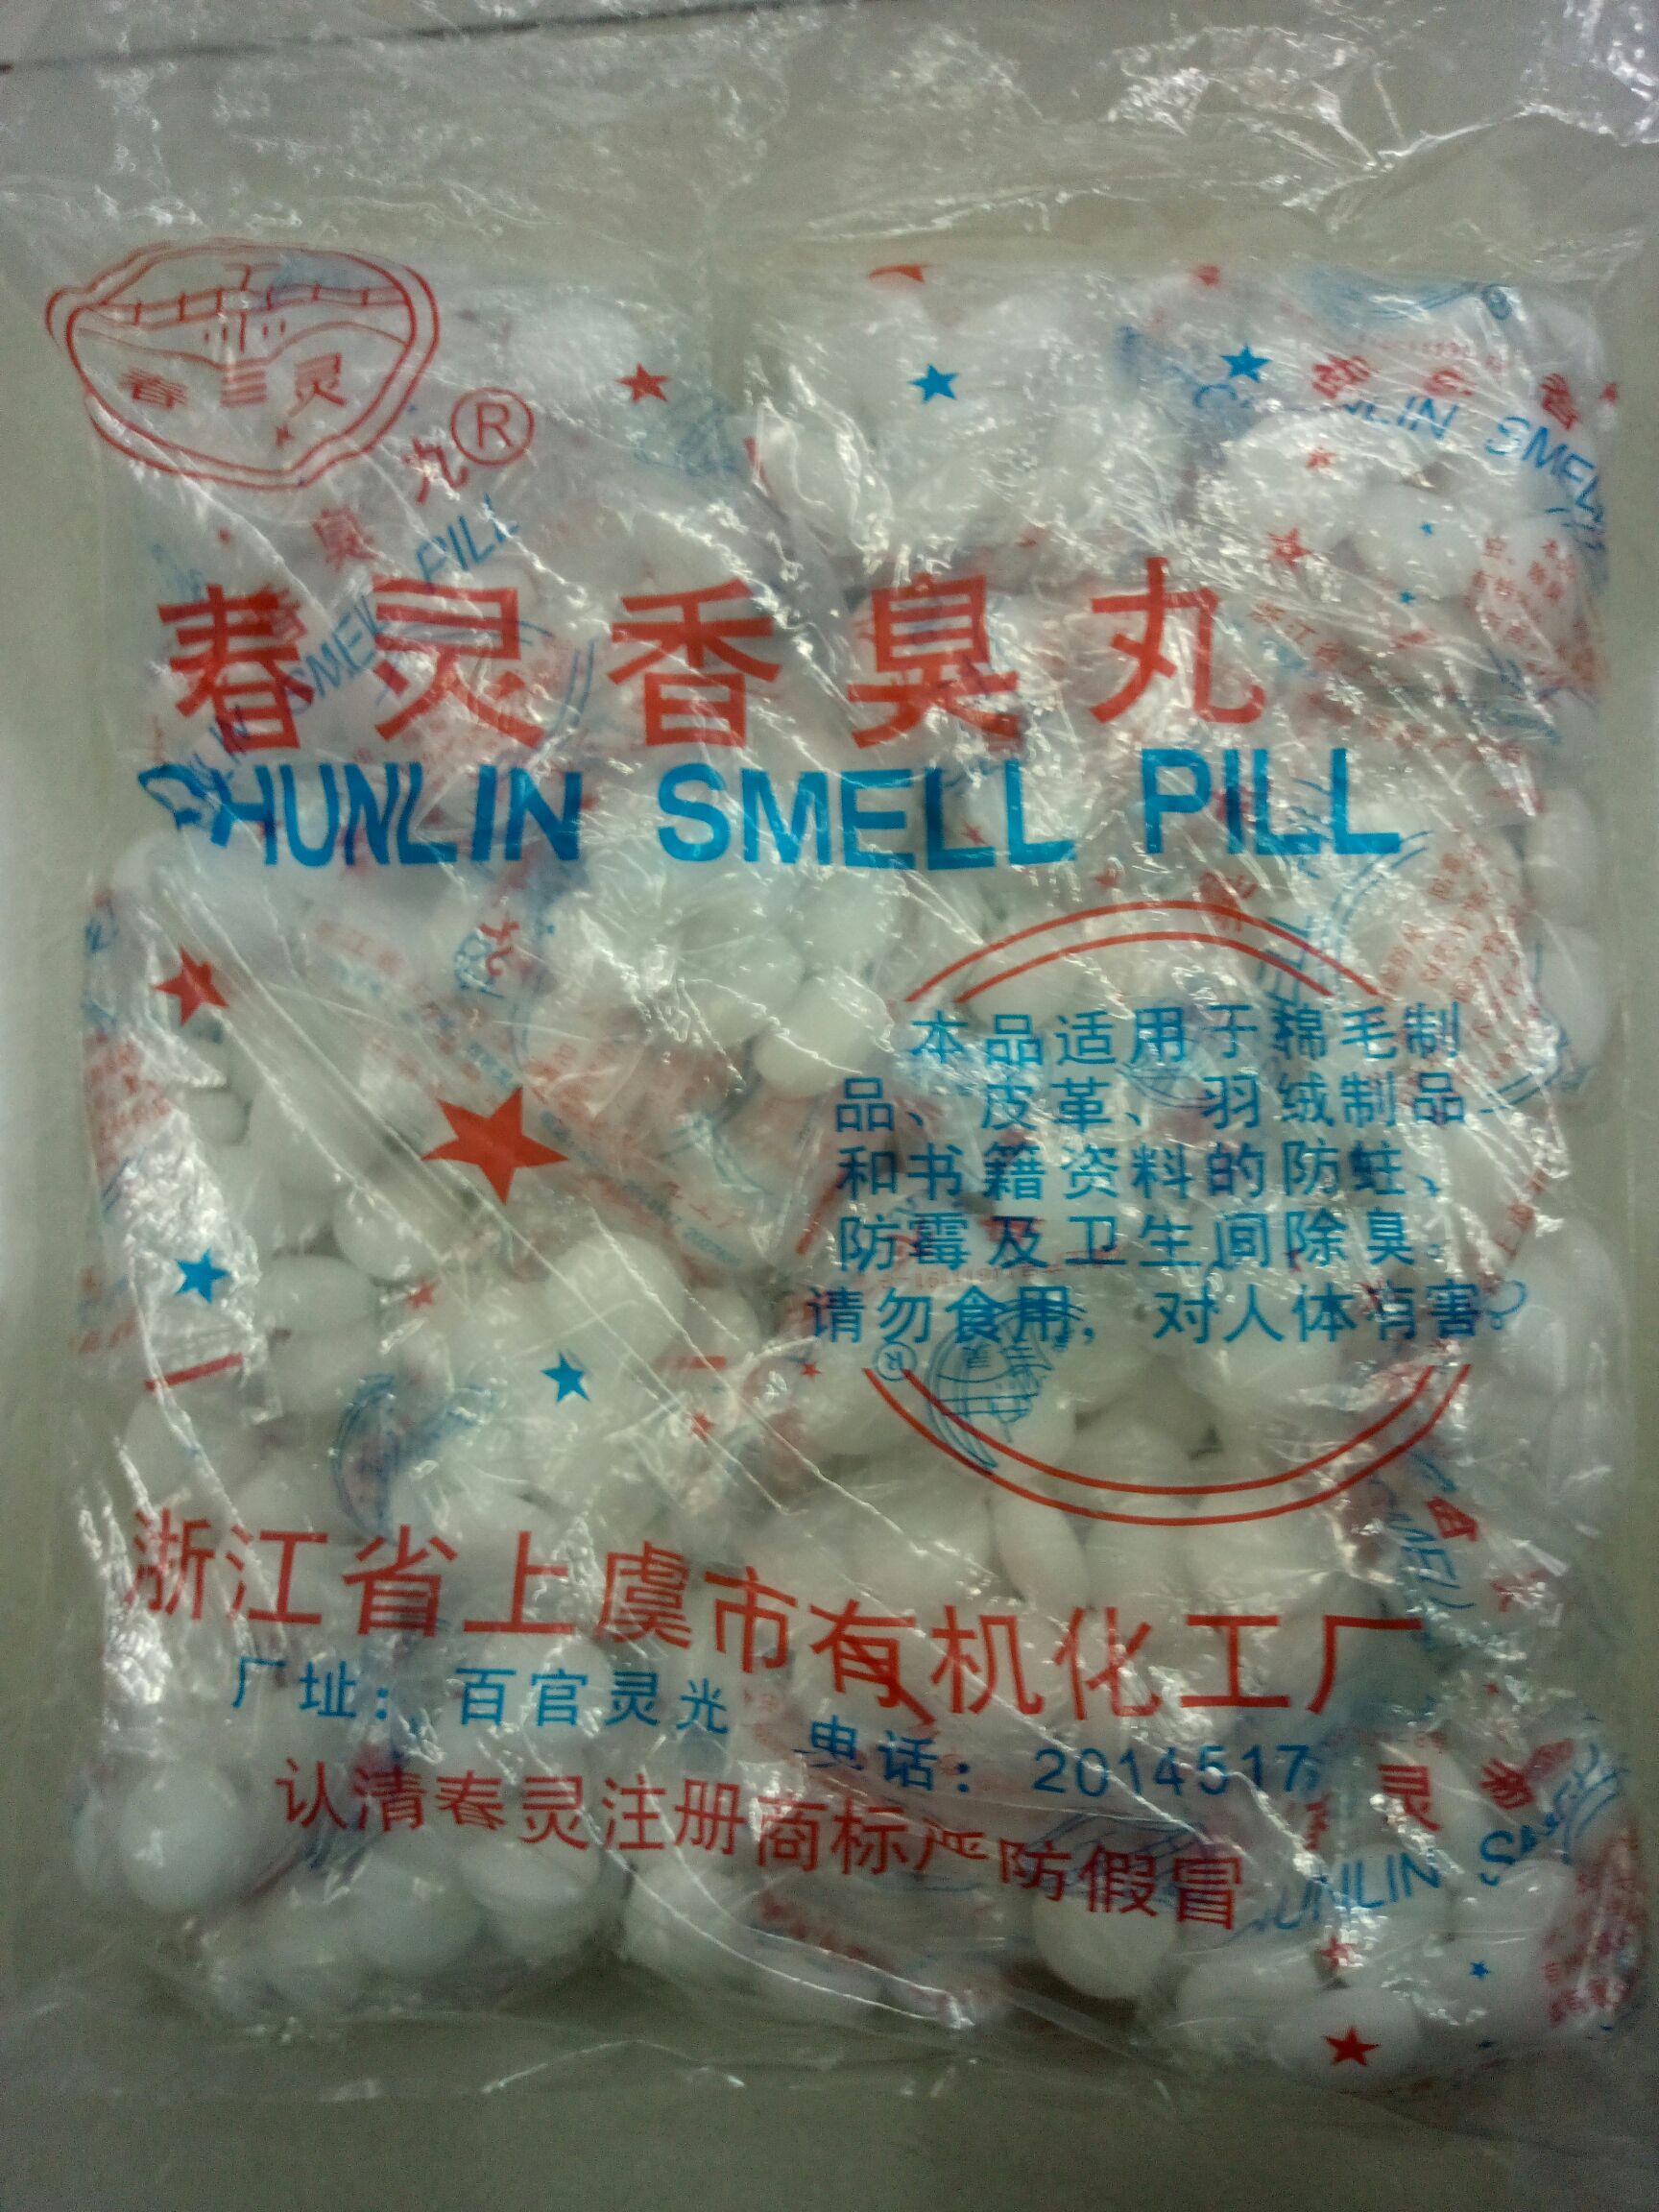 春灵
®
臭丸
PILL
春灵香臭丸
CHUNLIN SMELL PILL
本品适用于棉毛制
品、皮革、羽绒制品
和书籍资料的防蛀、
防霉及卫生间除臭。
请勿食用，对人体有害。
浙江省上虞市有机化工厂
厂址：百官灵光 电话：2014517
认清春灵注册商标严防假冒